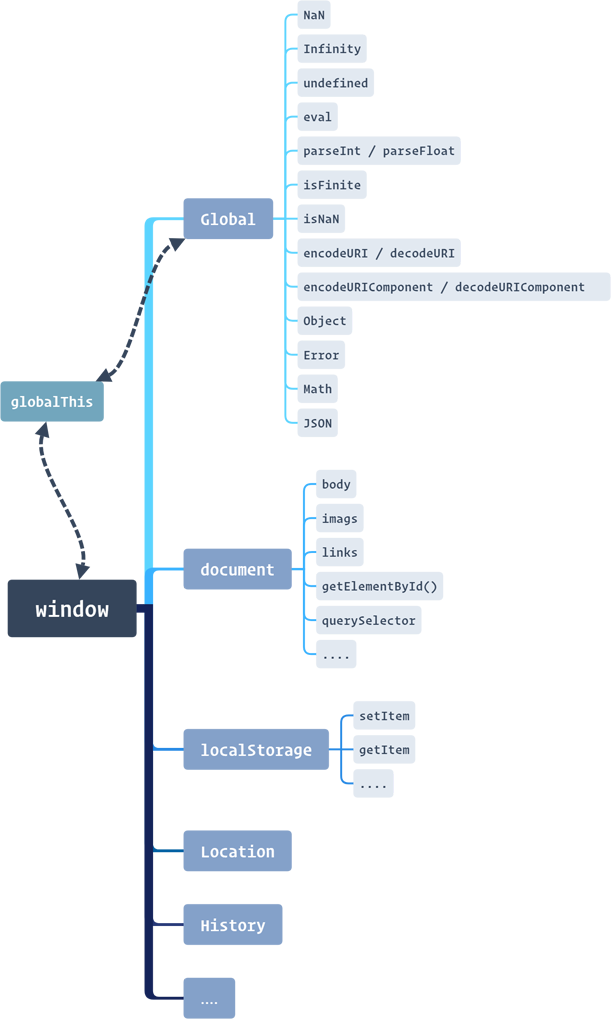 NaN
Infinity
undefined
eval
parseInt / parseFloat
isFinite
Global
isNaN
encodeURI / decodeURI
encodeURIComponent / decodeURIComponent
Object
Error
Math
JSON
globalThis
body
imags
links
document
getElementById()
querySelector
....
window
setItem
localStorage
getItem
....
Location
History
....